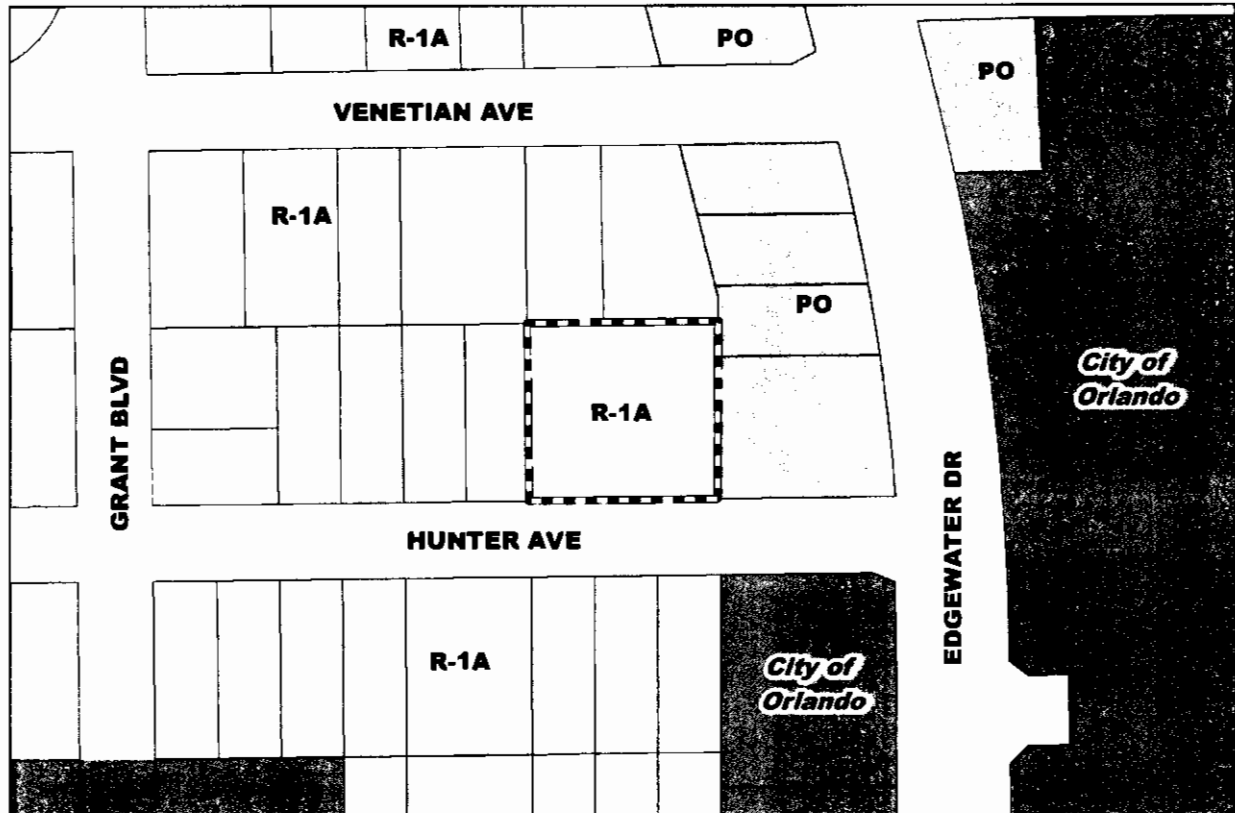 R-1A
PO
PO
VENETIAN AVE
R-1A
PO
City of
Orlando
R-1A
GRANT BLVD
HUNTER AVE
EDGEWATER DR
R-1A
City of
Orlando